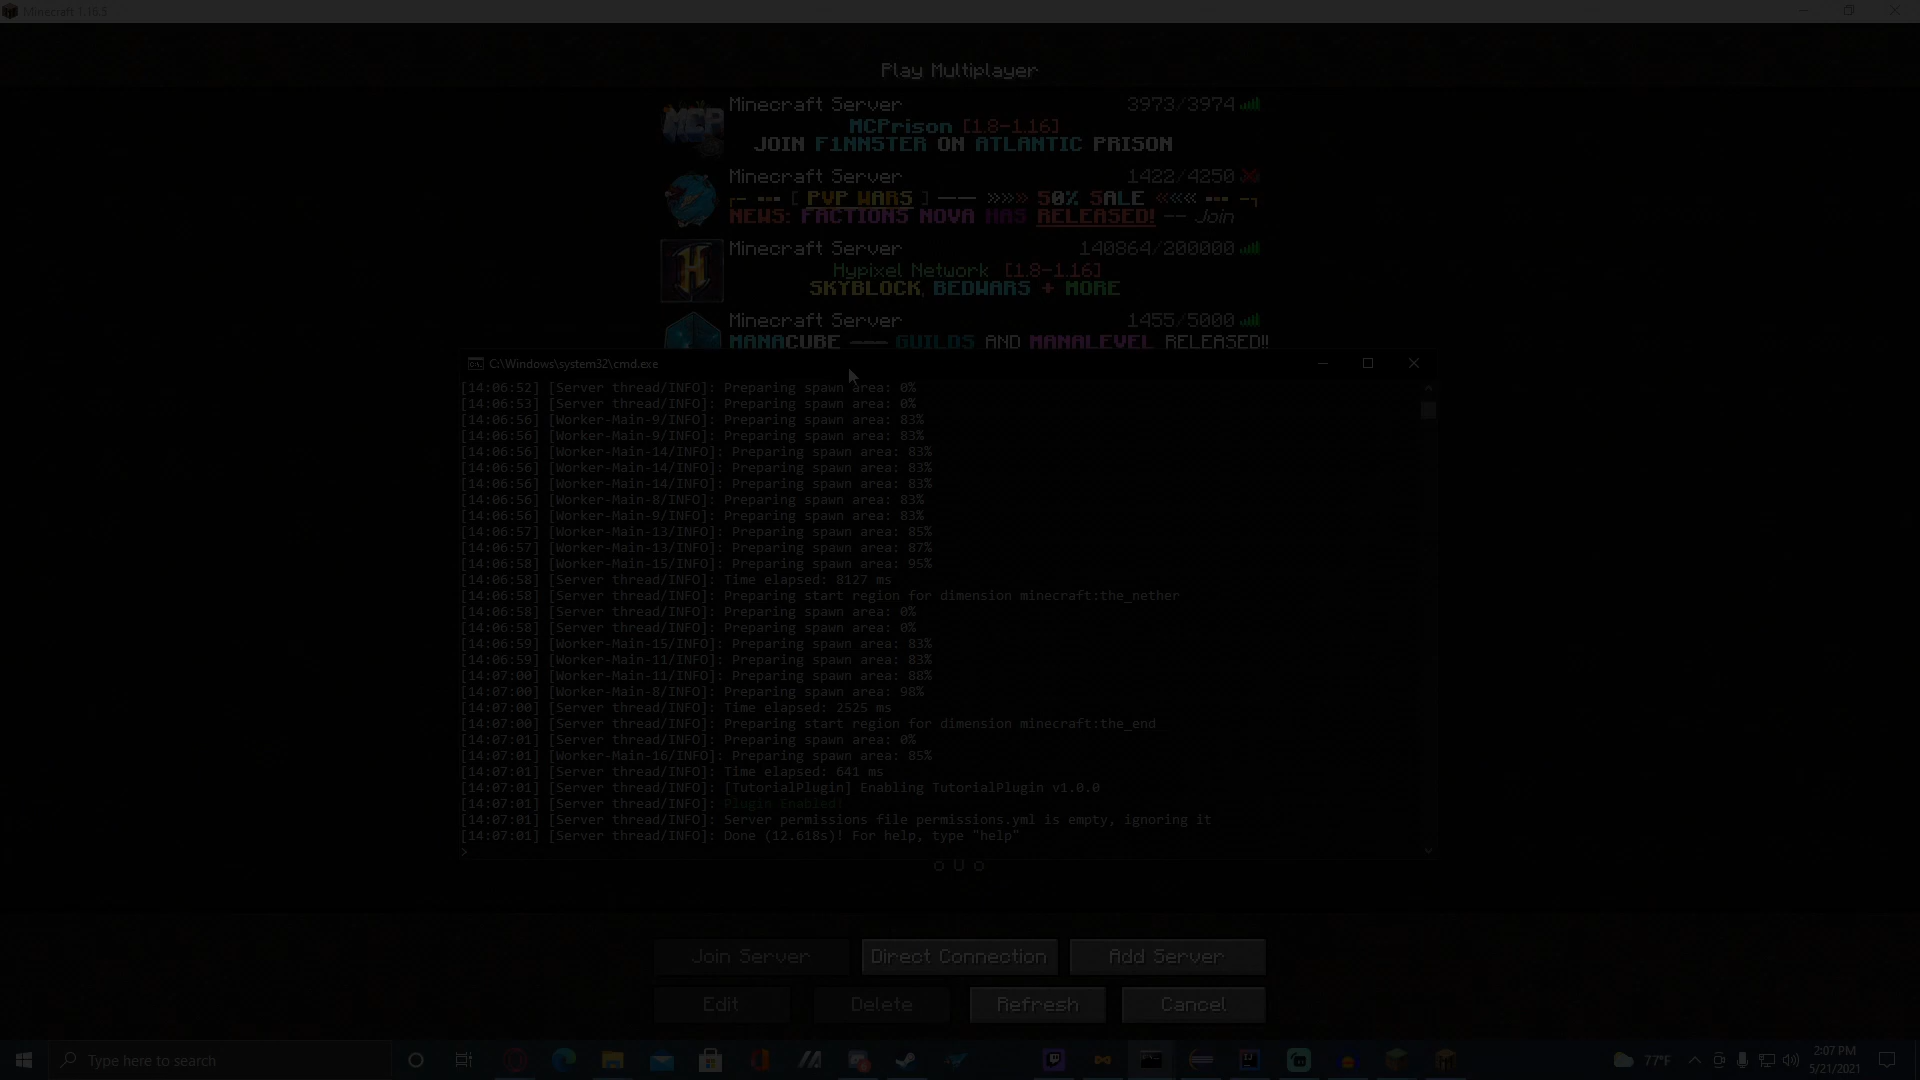 Minecraft 1.16.5
Play Multiplayer
Minecraft Server 3973/3974
MCPrison [1.8-1.16]
JOIN F1NN5TER ON ATLANTIC PRISON
Minecraft Server 1422/4250
[ PVP WARS ] —— »»> 50% SALE <«««
NEWS: FACTIONS NOVA HAS RELEASED! -- Join
Minecraft Server 140864/200000
Hypixel Network [1.8-1.16]
SKYBLOCK, BEDWARS + MORE
Minecraft Server 1455/5000
MANACUBE —— GUILDS AND MANALEVEL RELEASED!!
C:\Windows\system32\cmd.exe
[14:06:52] [Server thread/INFO]: Preparing spawn area: 0%
[14:06:53] [Server thread/INFO]: Preparing spawn area: 0%
[14:06:56] [Worker-Main-9/INFO]: Preparing spawn area: 83%
[14:06:56] [Worker-Main-9/INFO]: Preparing spawn area: 83%
[14:06:56] [Worker-Main-14/INFO]: Preparing spawn area: 83%
[14:06:56] [Worker-Main-14/INFO]: Preparing spawn area: 83%
[14:06:56] [Worker-Main-14/INFO]: Preparing spawn area: 83%
[14:06:56] [Worker-Main-8/INFO]: Preparing spawn area: 83%
[14:06:56] [Worker-Main-9/INFO]: Preparing spawn area: 83%
[14:06:57] [Worker-Main-13/INFO]: Preparing spawn area: 85%
[14:06:57] [Worker-Main-13/INFO]: Preparing spawn area: 87%
[14:06:58] [Worker-Main-15/INFO]: Preparing spawn area: 95%
[14:06:58] [Server thread/INFO]: Time elapsed: 8127 ms
[14:06:58] [Server thread/INFO]: Preparing start region for dimension minecraft:the_nether
[14:06:58] [Server thread/INFO]: Preparing spawn area: 0%
[14:06:58] [Server thread/INFO]: Preparing spawn area: 0%
[14:06:59] [Worker-Main-15/INFO]: Preparing spawn area: 83%
[14:06:59] [Worker-Main-11/INFO]: Preparing spawn area: 83%
[14:07:00] [Worker-Main-11/INFO]: Preparing spawn area: 88%
[14:07:00] [Worker-Main-8/INFO]: Preparing spawn area: 98%
[14:07:00] [Server thread/INFO]: Time elapsed: 2525 ms
[14:07:00] [Server thread/INFO]: Preparing start region for dimension minecraft:the_end
[14:07:01] [Server thread/INFO]: Preparing spawn area: 0%
[14:07:01] [Worker-Main-16/INFO]: Preparing spawn area: 85%
[14:07:01] [Server thread/INFO]: Time elapsed: 641 ms
[14:07:01] [Server thread/INFO]: [TutorialPlugin] Enabling TutorialPlugin v1.0.0
[14:07:01] [Server thread/INFO]: Plugin Enabled!
[14:07:01] [Server thread/INFO]: Server permissions file permissions.yml is empty, ignoring it
[14:07:01] [Server thread/INFO]: Done (12.618s)! For help, type "help"
>
o U o
Join Server Direct Connection Add Server
Edit Delete Refresh Cancel
Type here to search 77°F 2:07 PM
5/21/2021